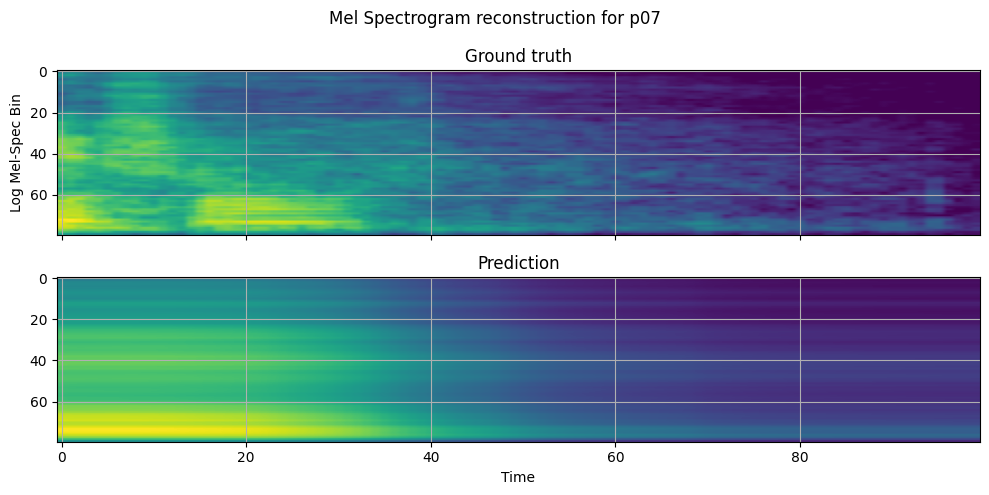 Mel Spectrogram reconstruction for p07
Ground truth
0
20
40
60
Log Mel-Spec Bin
Prediction
0
20
40
60
0 20 40 60 80
Time